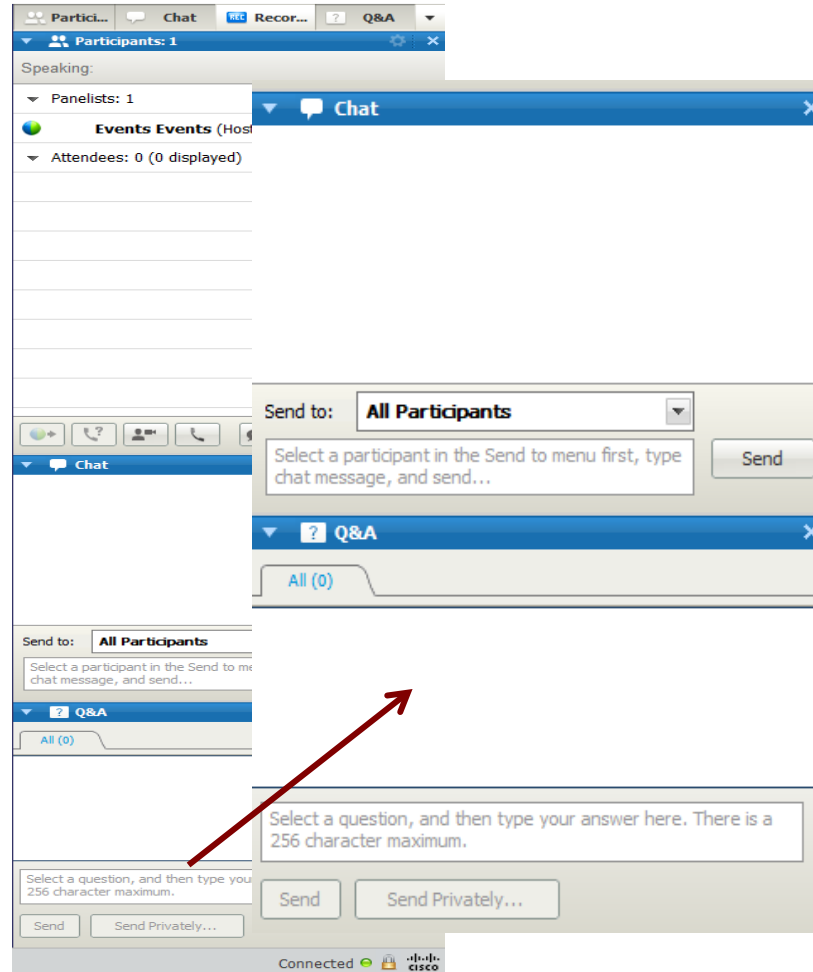 Partici...
Chat
REC Recor...
? Q&A
Participants: 1
Speaking:
Panelists: 1
Events Events (Host
Attendees: 0 (0 displayed)
Chat
Send to: All Participants
Select a participant in the Send to me
chat message, and send...
? Q&A
All (0)
Select a question, and then type you
256 character maximum.
Send
Send Privately...
Connected
CISCO
Chat
Send to: All Participants
Select a participant in the Send to menu first, type
chat message, and send...
Send
? Q&A
All (0)
Select a question, and then type your answer here. There is a
256 character maximum.
Send
Send Privately...